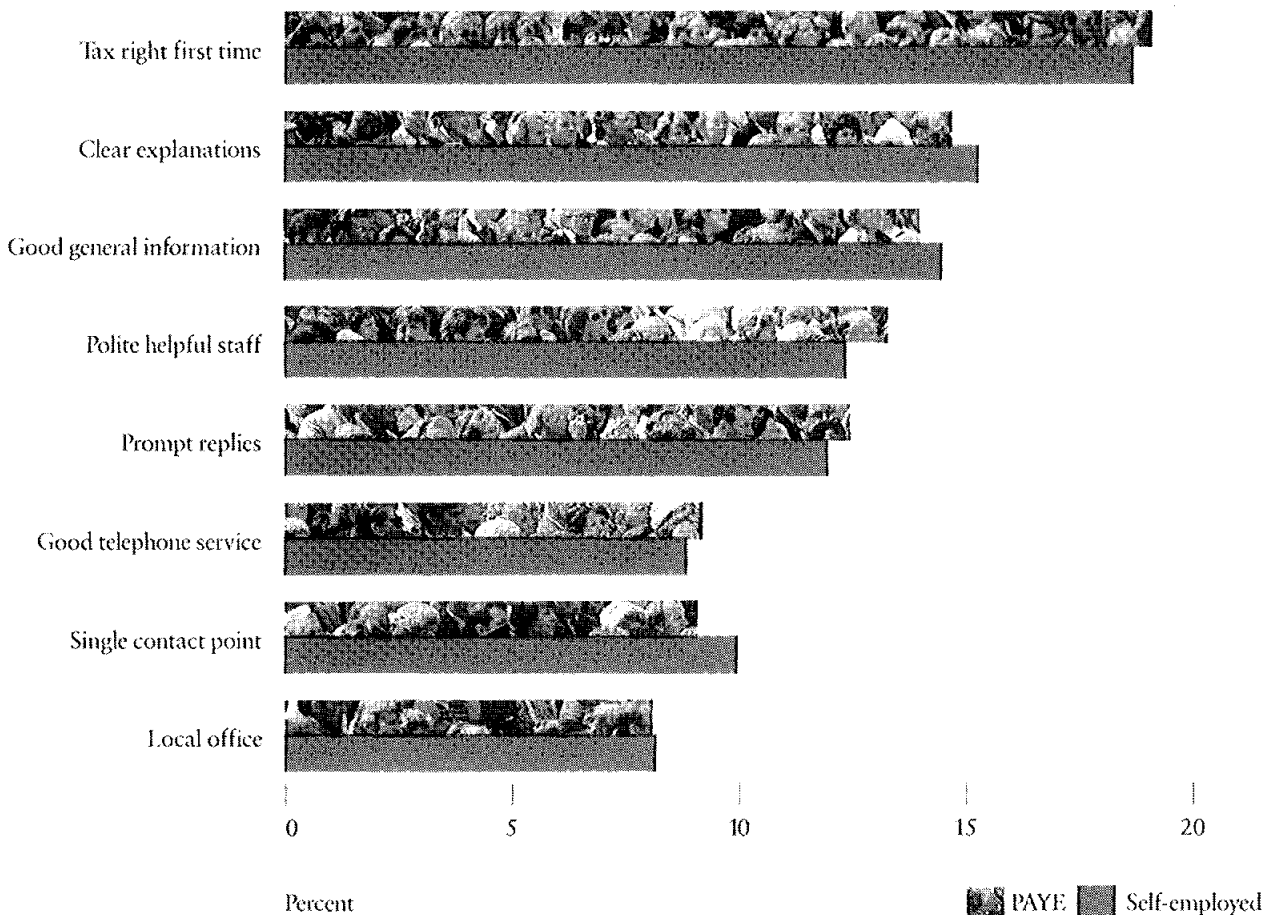 Tax right first time
Clear explanations
Good general information
Polite helpful staff
Prompt replies
Good telephone service
Single contact point
Local office
0 5 10 15 20
Percent
PAYE Self-employed